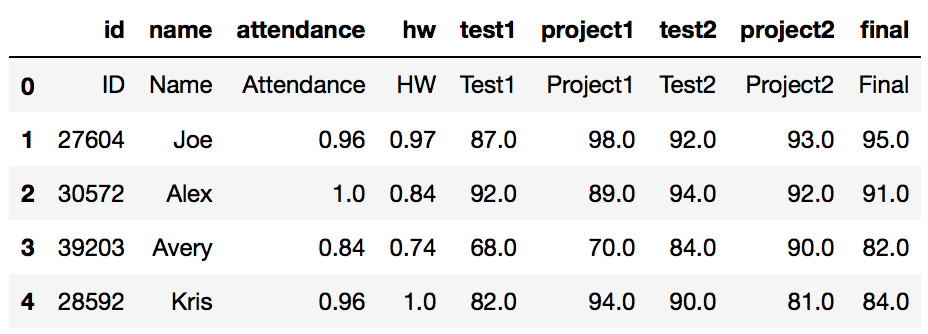 id name attendance hw test1 project1 test2 project2 final
0 ID Name Attendance HW Test1 Project1 Test2 Project2 Final
1 27604 Joe 0.96 0.97 87.0 98.0 92.0 93.0 95.0
2 30572 Alex 1.0 0.84 92.0 89.0 94.0 92.0 91.0
3 39203 Avery 0.84 0.74 68.0 70.0 84.0 90.0 82.0
4 28592 Kris 0.96 1.0 82.0 94.0 90.0 81.0 84.0